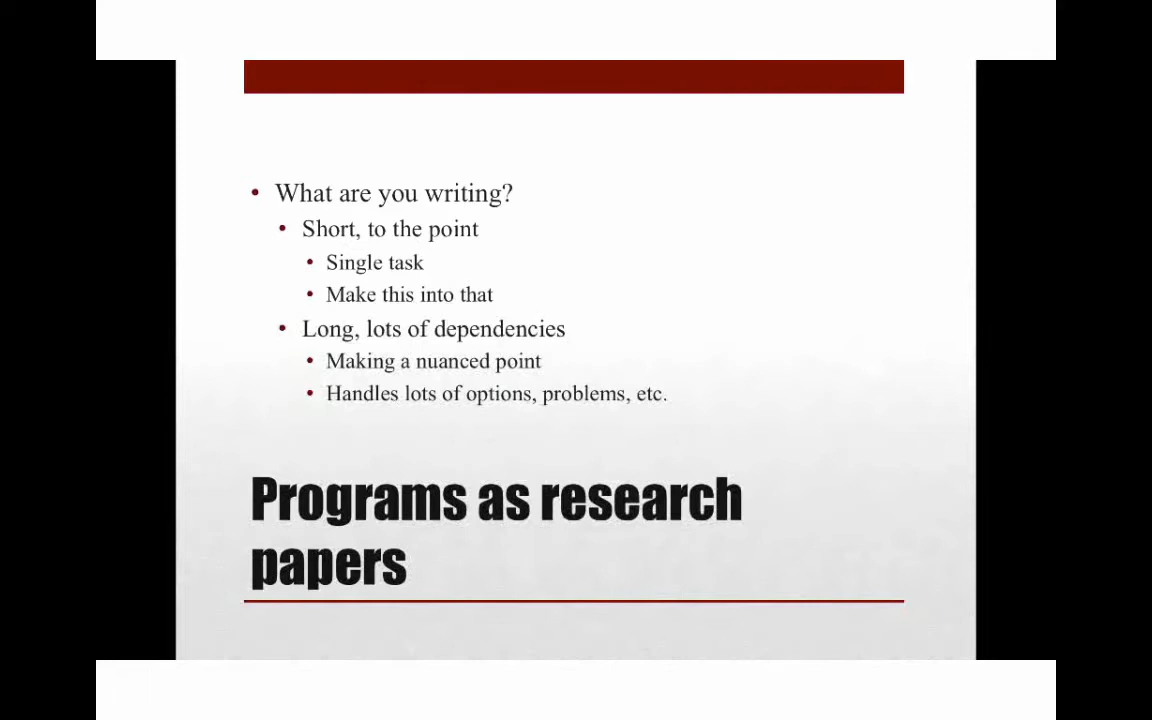 • What are you writing?
• Short, to the point
• Single task
• Make this into that
• Long, lots of dependencies
• Making a nuanced point
• Handles lots of options, problems, etc.
Programs as research
papers